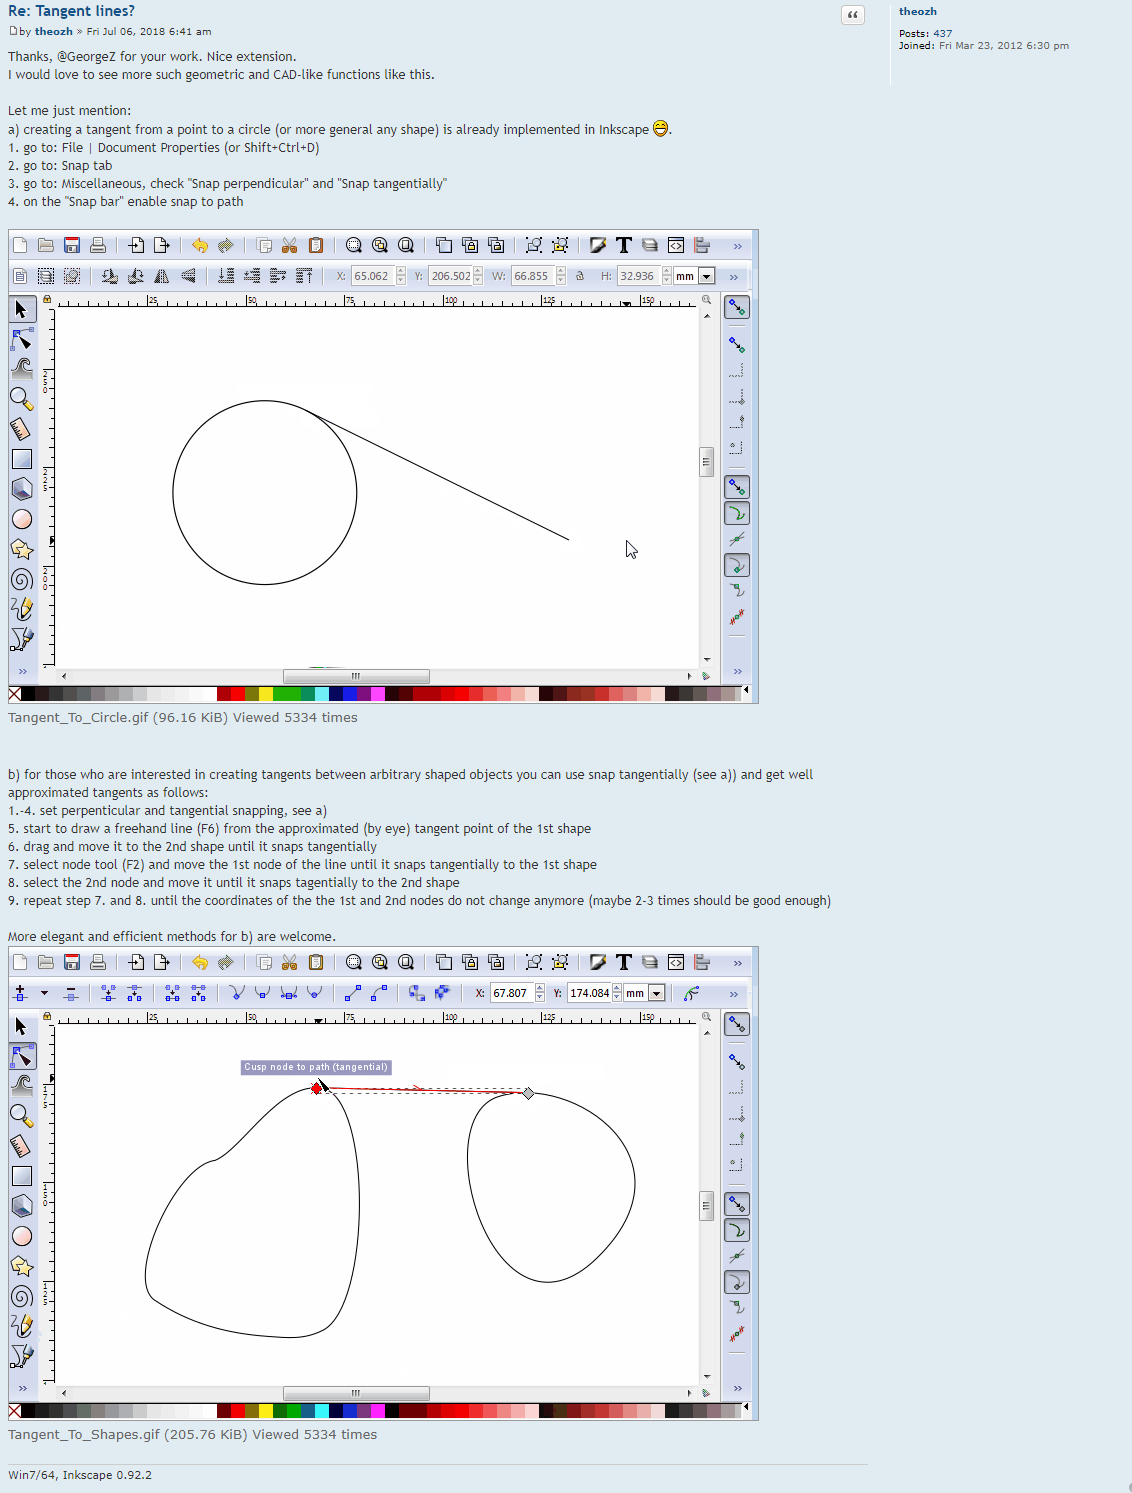 Re: Tangent lines?
by theozh » Fri Jul 06, 2018 6:41 am
theozh
Posts: 437
Joined: Fri Mar 23, 2012 6:30 pm
Thanks, @GeorgeZ for your work. Nice extension.
I would love to see more such geometric and CAD-like functions like this.
Let me just mention:
a) creating a tangent from a point to a circle (or more general any shape) is already implemented in Inkscape .
1. go to: File | Document Properties (or Shift+Ctrl+D)
2. go to: Snap tab
3. go to: Miscellaneous, check "Snap perpendicular" and "Snap tangentially"
4. on the "Snap bar" enable snap to path
X: 65.062 Y: 206.502 W: 66.855 H: 32.936 mm
25 50 75 100 125 150
250
225
200
Tangent_To_Circle.gif (96.16 KiB) Viewed 5334 times
b) for those who are interested in creating tangents between arbitrary shaped objects you can use snap tangentially (see a)) and get well
approximated tangents as follows:
1.-4. set perpenticular and tangential snapping, see a)
5. start to draw a freehand line (F6) from the approximated (by eye) tangent point of the 1st shape
6. drag and move it to the 2nd shape until it snaps tangentially
7. select node tool (F2) and move the 1st node of the line until it snaps tangentially to the 1st shape
8. select the 2nd node and move it until it snaps tagentially to the 2nd shape
9. repeat step 7. and 8. until the coordinates of the the 1st and 2nd nodes do not change anymore (maybe 2-3 times should be good enough)
More elegant and efficient methods for b) are welcome.
X: 67.807 Y: 174.084 mm
25 50 75 100 125 150
Cusp node to path (tangential)
175
150
125
Tangent_To_Shapes.gif (205.76 KiB) Viewed 5334 times
Win7/64, Inkscape 0.92.2